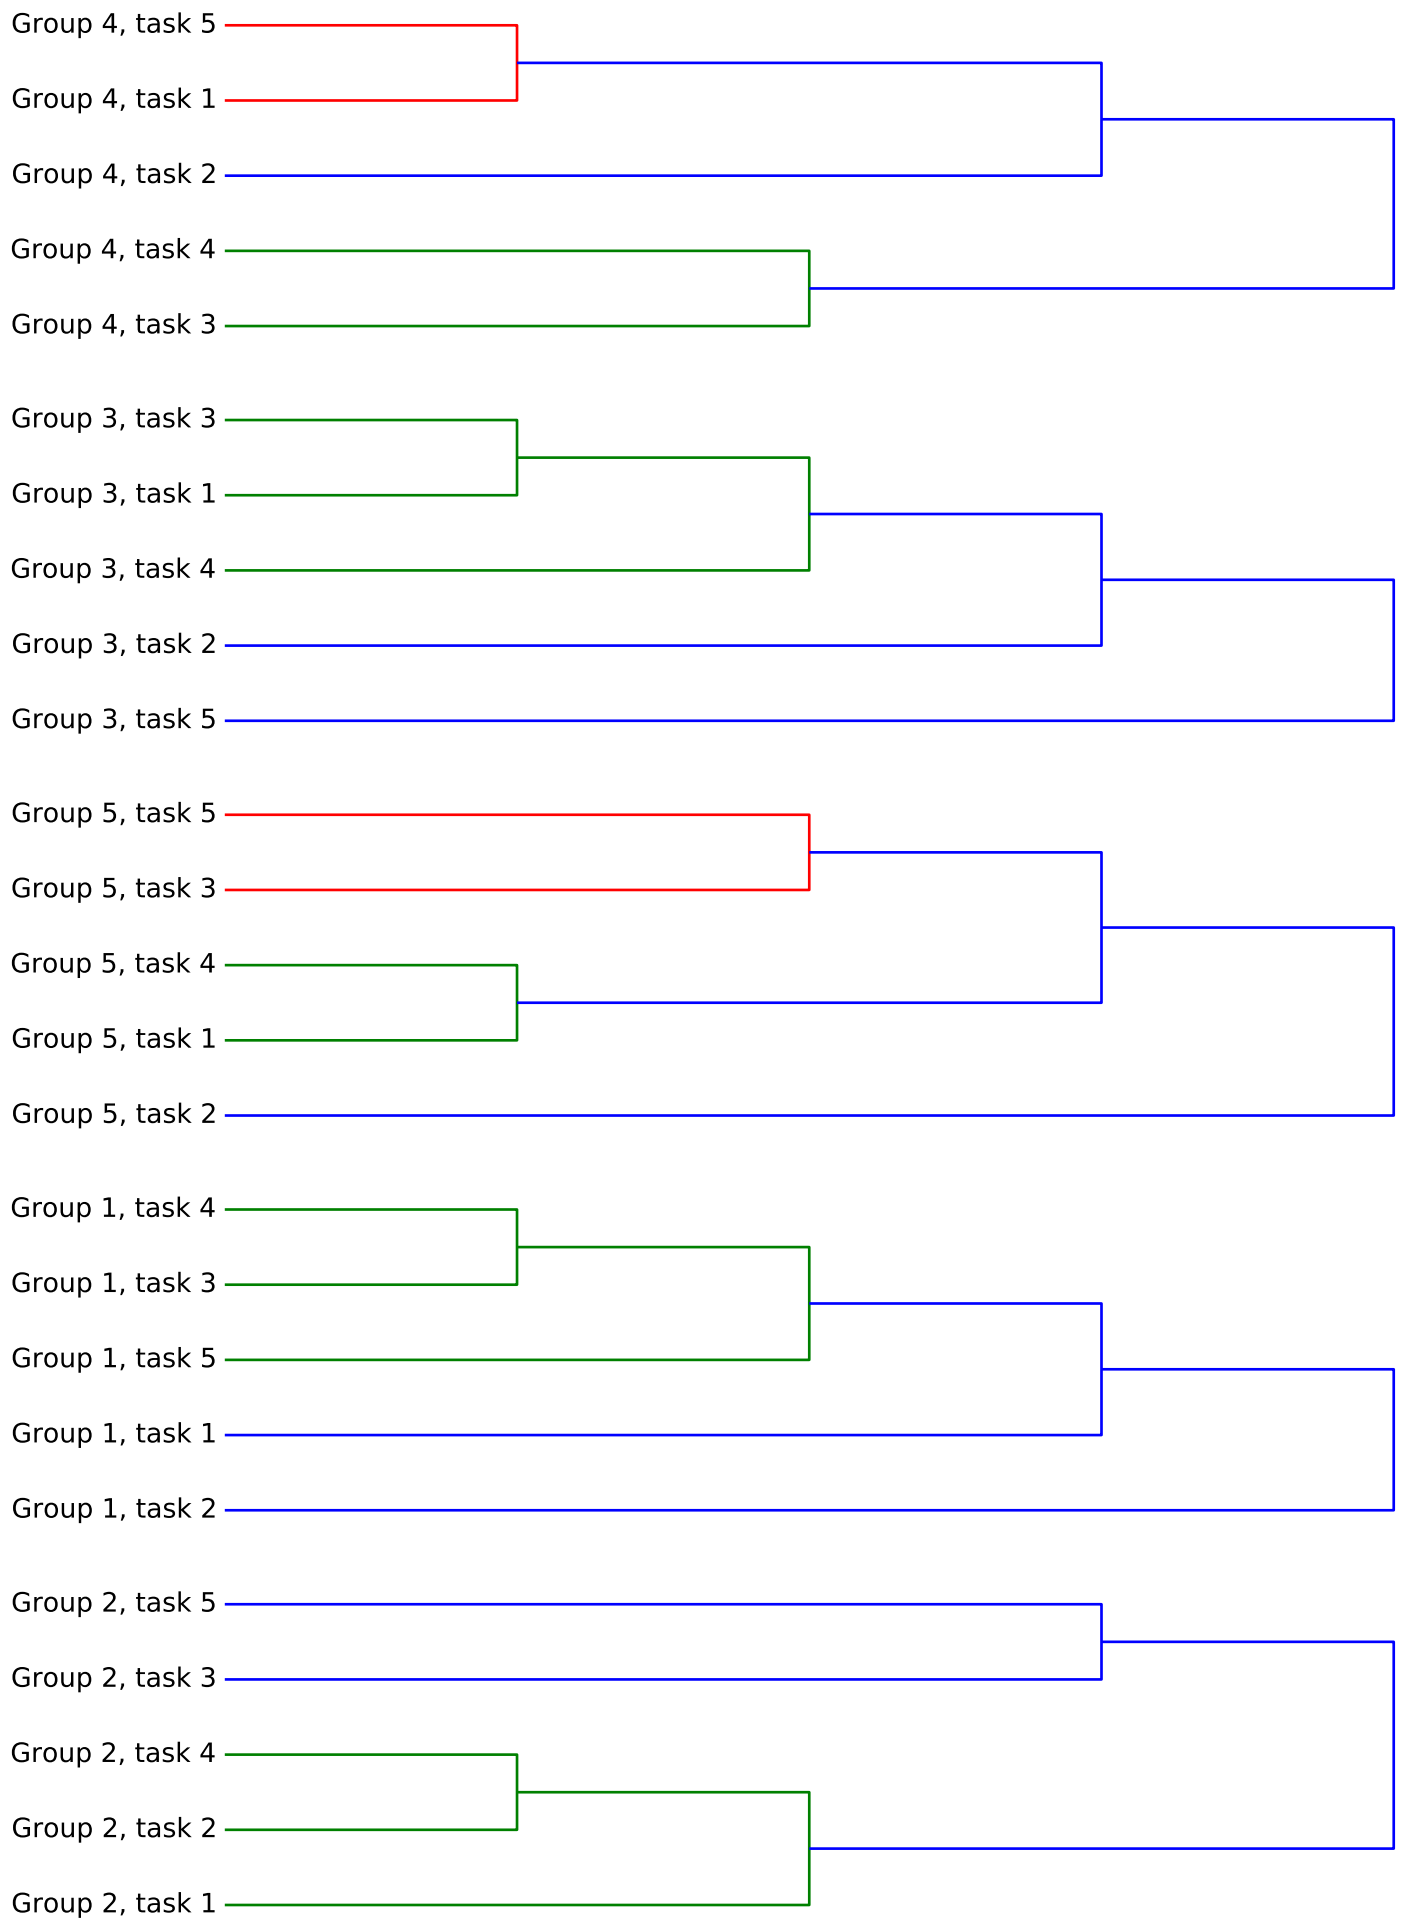 Group 4, task 5
Group 4, task 1
Group 4, task 2
Group 4, task 4
Group 4, task 3
Group 3, task 3
Group 3, task 1
Group 3, task 4
Group 3, task 2
Group 3, task 5
Group 5, task 5
Group 5, task 3
Group 5, task 4
Group 5, task 1
Group 5, task 2
Group 1, task 4
Group 1, task 3
Group 1, task 5
Group 1, task 1
Group 1, task 2
Group 2, task 5
Group 2, task 3
Group 2, task 4
Group 2, task 2
Group 2, task 1